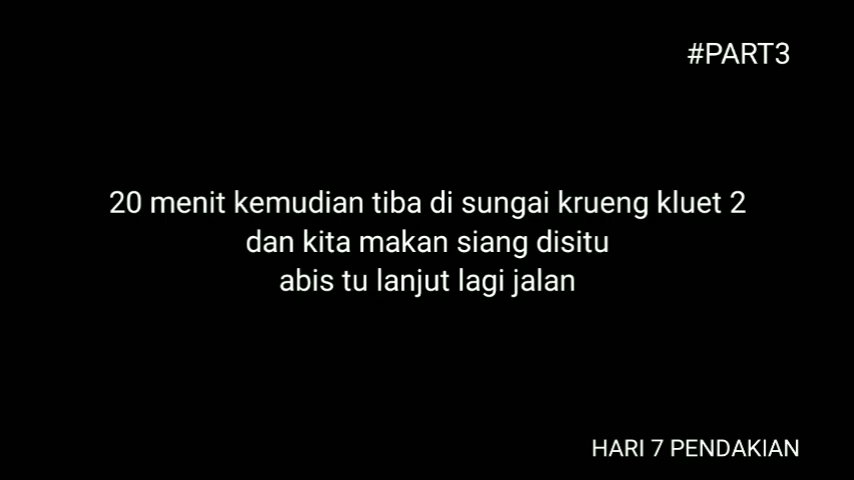 #PART3
20 menit kemudian tiba di sungai krueng kluet 2
dan kita makan siang disitu
abis tu lanjut lagi jalan
HARI 7 PENDAKIAN